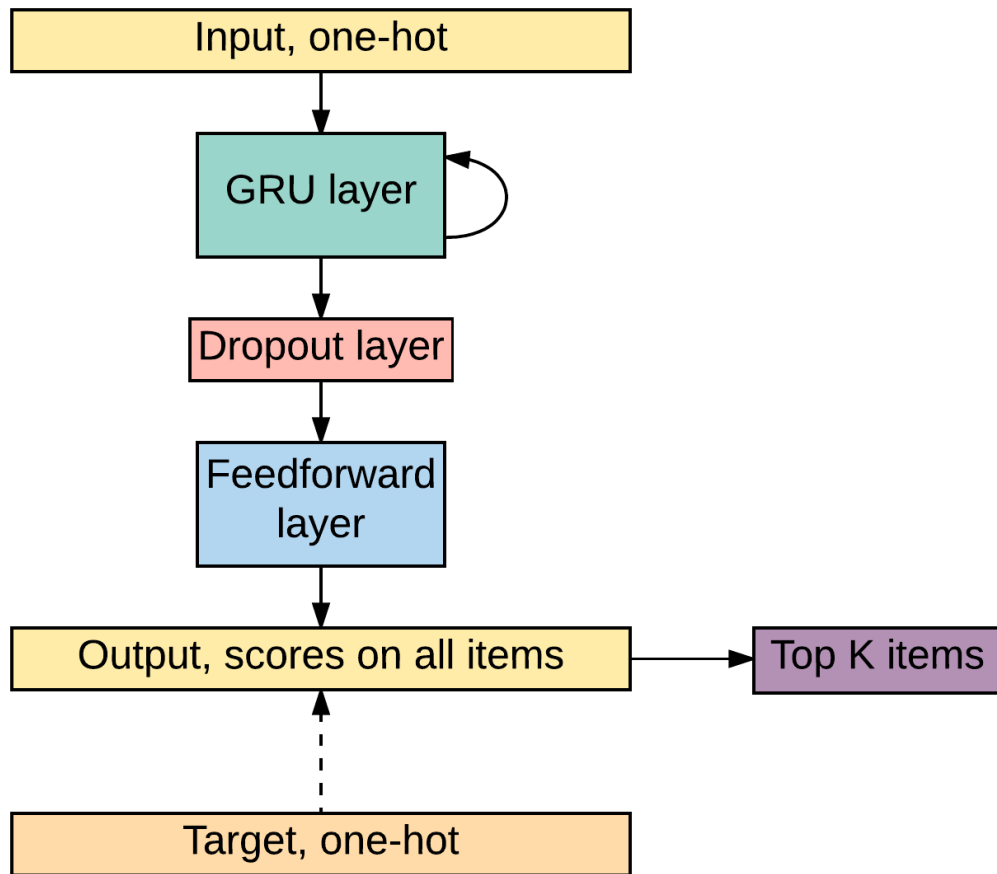 Input, one-hot
GRU layer
Dropout layer
Feedforward
layer
Output, scores on all items
Top K items
Target, one-hot